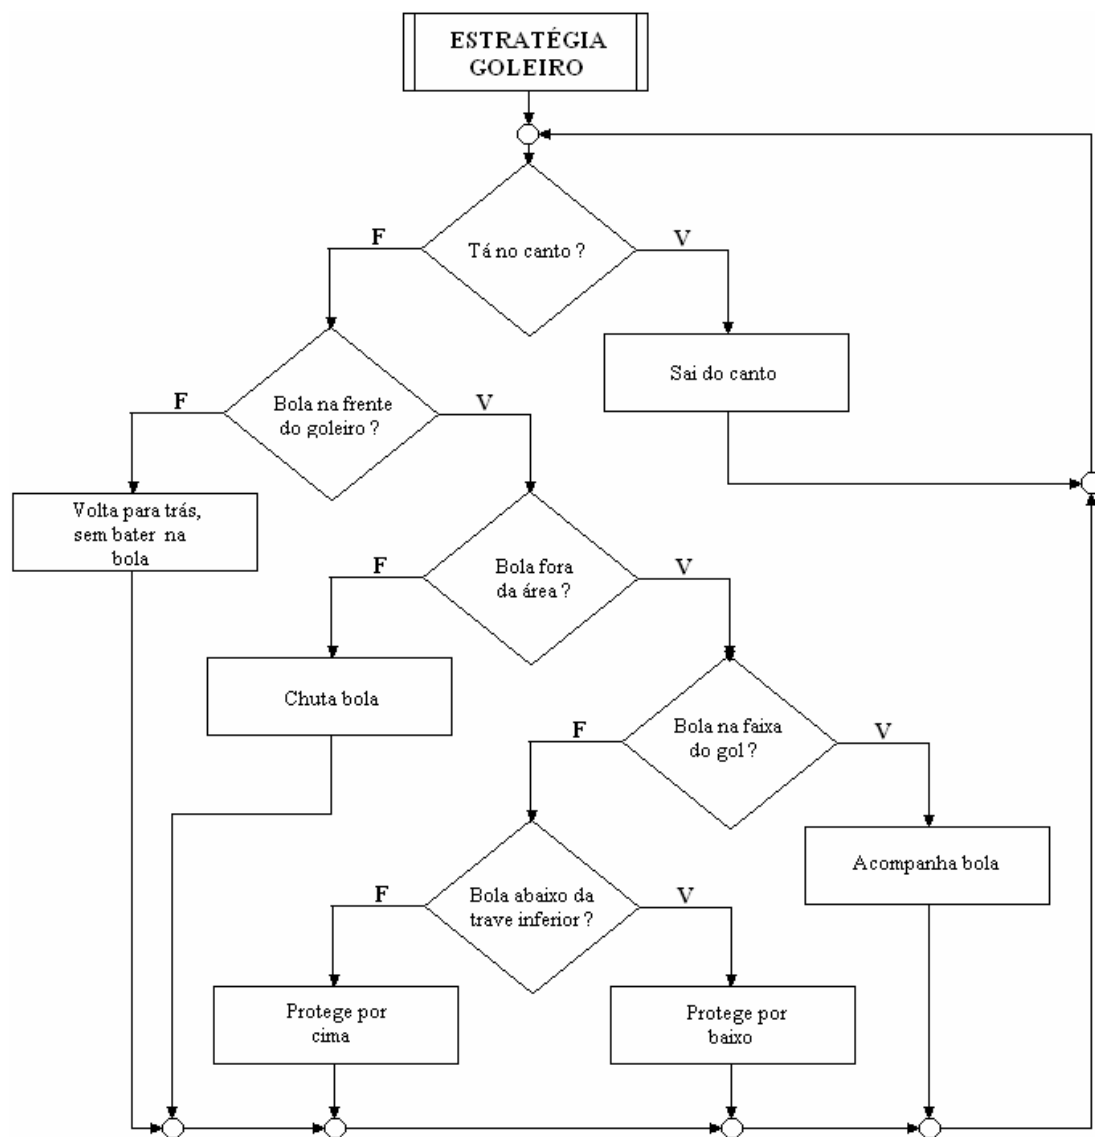 ESTRATÉGIA
GOLEIRO
Tá no canto ?
F
V
Sai do canto
Bola na frente
do goleiro ?
F
V
Volta para trás,
sem bater na
bola
Bola fora
da área ?
F
V
Chuta bola
Bola na faixa
do gol ?
F
V
Acompanha bola
Bola abaixo da
trave inferior ?
F
V
Protege por
cima
Protege por
baixo